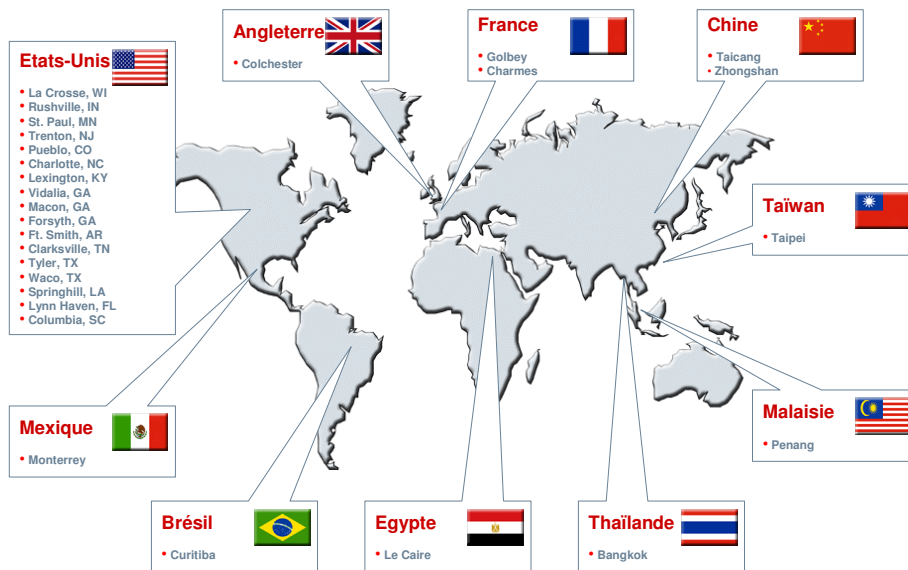 Etats-Unis
• La Crosse, WI
• Rushville, IN
• St. Paul, MN
• Trenton, NJ
• Pueblo, CO
• Charlotte, NC
• Lexington, KY
• Vidalia, GA
• Macon, GA
• Forsyth, GA
• Ft. Smith, AR
• Clarksville, TN
• Tyler, TX
• Waco, TX
• Springhill, LA
• Lynn Haven, FL
• Columbia, SC
Angleterre
• Colchester
France
• Golbey
• Charmes
Chine
• Taicang
• Zhongshan
Taïwan
• Taipei
Mexique
• Monterrey
Malaisie
• Penang
Brésil
• Curitiba
Egypte
• Le Caire
Thaïlande
• Bangkok